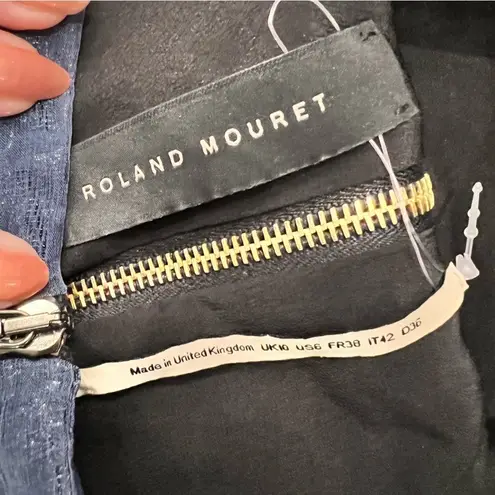 ROLAND MOURET
Made in United Kingdom UK10 US6 FR38 IT42 D36